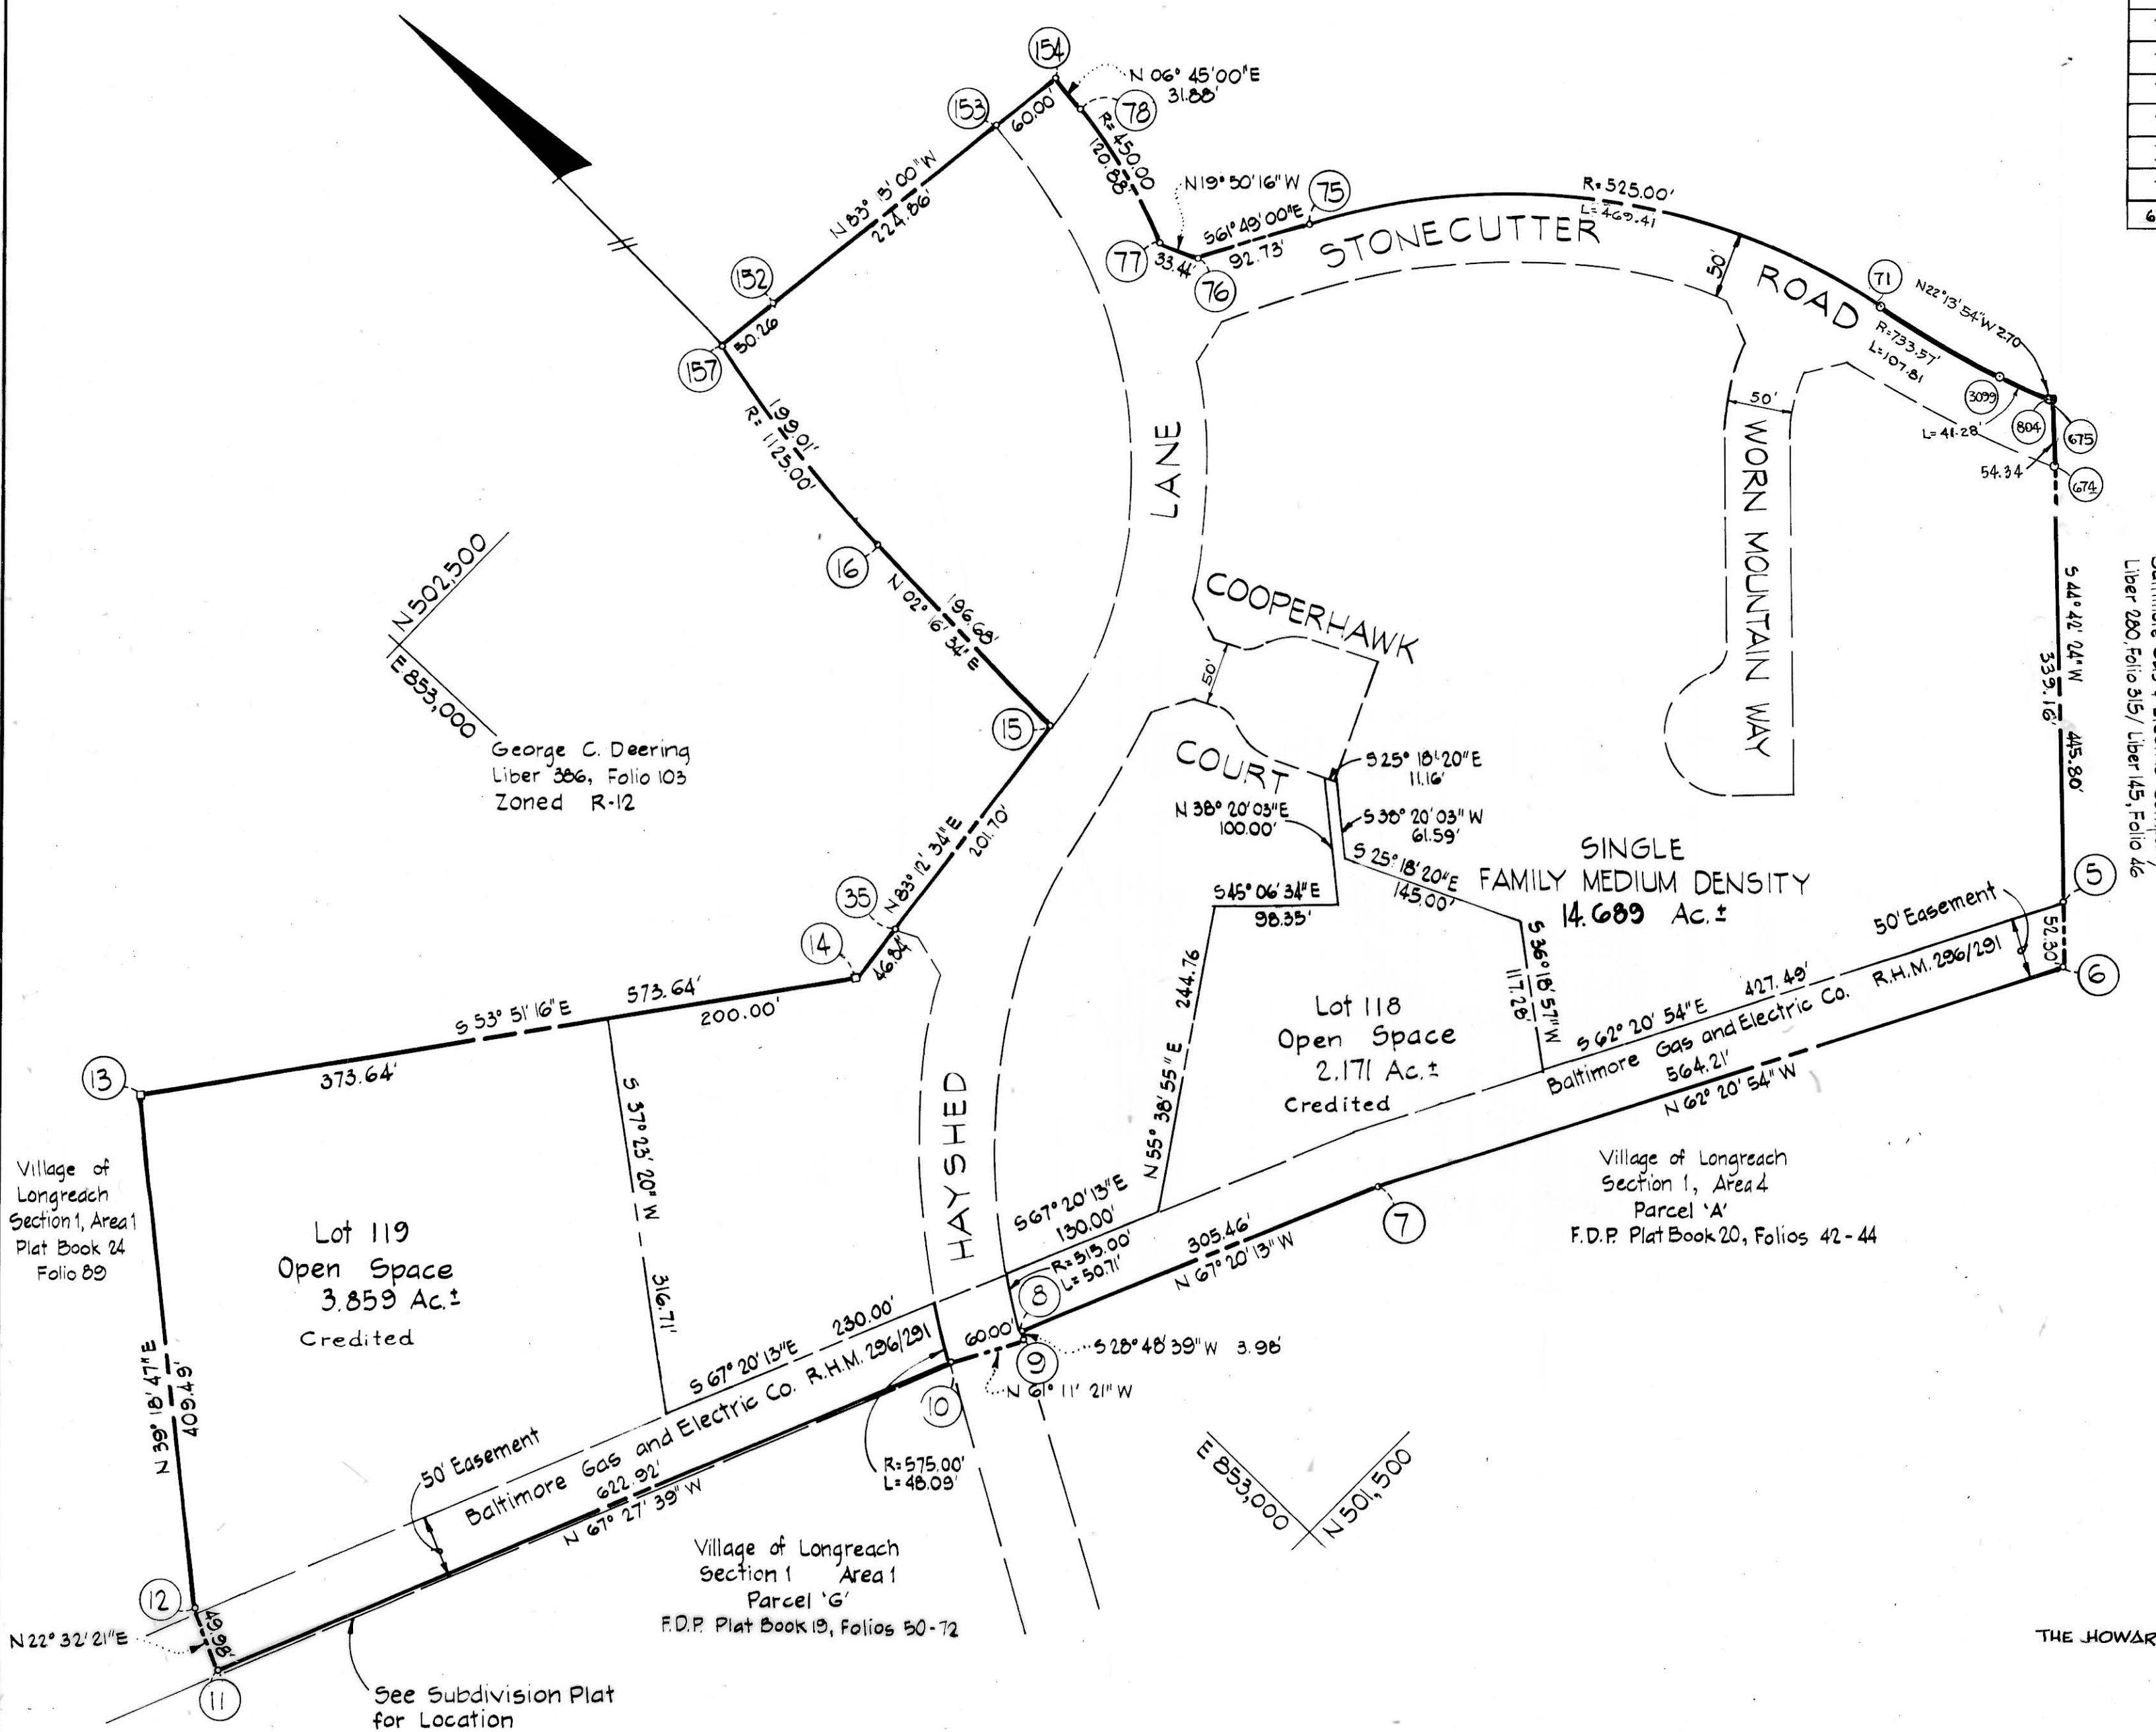 154
N 06° 45' 00" E
31.88'
78
153
60.00'
R= 450.00
120.88'
N 83° 15' 00" W
224.86'
N 19° 50' 16" W
S 61° 49' 00" E
92.73'
75
77
33.44'
76
R= 525.00'
L= 469.41
STONECUTTER
ROAD
50'
71
N 22° 13' 54" W 2.70
R= 733.57'
L= 107.81
3099
804
675
L= 41.28'
54.34
674
152
50.26
157
199.01'
R= 1125.00'
16
196.68'
N 02° 16' 34" E
15
LANE
50'
WORN MOUNTAIN WAY
COOPERHAWK
50'
COURT
S 44° 42' 24" W
339.16'
445.80'
Liber 280, Folio 315/ Liber 145, Folio 46
N 502,500
E 853,000
George C. Deering
Liber 386, Folio 103
Zoned R-12
S 25° 18' 20" E
11.16'
N 38° 20' 03" E
100.00'
S 38° 20' 03" W
61.59'
S 25° 18' 20" E
145.00'
SINGLE
FAMILY MEDIUM DENSITY
14.689 Ac.±
N 83° 12' 34" E
201.70'
35
14
46.84'
S 45° 06' 34" E
98.35'
S 36° 18' 57" W
117.28'
5
52.30'
6
50' Easement
R.H.M. 296/291
S 62° 20' 54" E 427.49'
Baltimore Gas and Electric Co.
564.21'
N 62° 20' 54" W
244.76
N 55° 38' 55" E
Lot 118
Open Space
2.171 Ac.±
Credited
S 53° 51' 16" E
573.64'
200.00'
373.64'
13
S 37° 23' 20" W
316.71'
HAYSHED
Village of
Longreach
Section 1, Area 1
Plat Book 24
Folio 89
Lot 119
Open Space
3.859 Ac.±
Credited
S 67° 20' 13" E
130.00'
R= 515.00'
L= 50.71'
305.46'
N 67° 20' 13" W
7
Village of Longreach
Section 1, Area 4
Parcel 'A'
F.D.P. Plat Book 20, Folios 42-44
8
60.00'
9
S 28° 48' 39" W 3.98'
N 61° 11' 21" W
10
S 67° 20' 13" E
230.00'
Baltimore Gas and Electric Co. R.H.M. 296/291
50' Easement
622.92'
N 67° 27' 39" W
R= 575.00'
L= 48.09'
N 39° 18' 47" E
409.49'
12
49.98'
N 22° 32' 21" E
11
E 853,000
N 501,500
Village of Longreach
Section 1 Area 1
Parcel 'G'
F.D.P. Plat Book 19, Folios 50-72
See Subdivision Plat
for Location
THE HOWAR